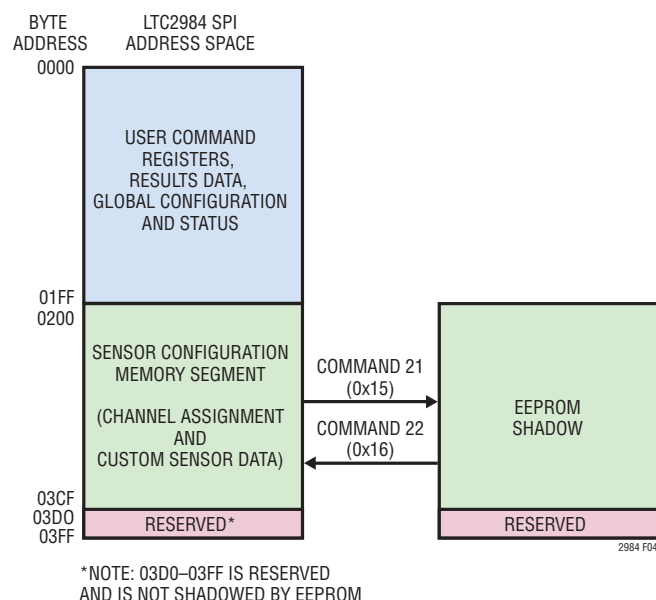 BYTE
ADDRESS
LTC2984 SPI
ADDRESS SPACE
0000
USER COMMAND
REGISTERS,
RESULTS DATA,
GLOBAL CONFIGURATION
AND STATUS
01FF
0200
SENSOR CONFIGURATION
MEMORY SEGMENT
(CHANNEL ASSIGNMENT
AND
CUSTOM SENSOR DATA)
COMMAND 21
(0x15)
COMMAND 22
(0x16)
EEPROM
SHADOW
03CF
03D0
03FF
RESERVED*
RESERVED
2984 F04
*NOTE: 03D0–03FF IS RESERVED
AND IS NOT SHADOWED BY EEPROM